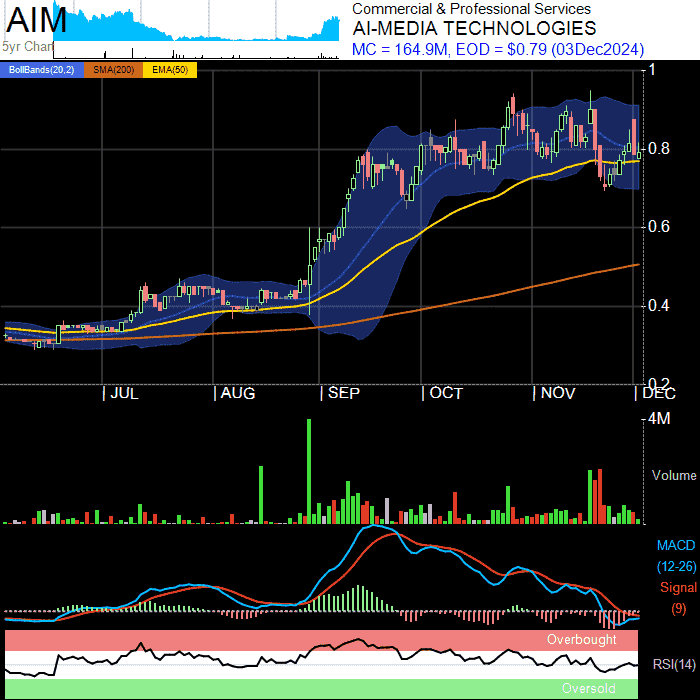 AIM
5yr Chart
Commercial & Professional Services
AI-MEDIA TECHNOLOGIES
MC = 164.9M, EOD = $0.79 (03Dec2024)
BollBands(20,2) SMA(200) EMA(50)
1
0.8
0.6
0.4
0.2
JUL AUG SEP OCT NOV DEC
4M
Volume
MACD
(12-26)
Signal
(9)
Overbought
RSI(14)
Oversold